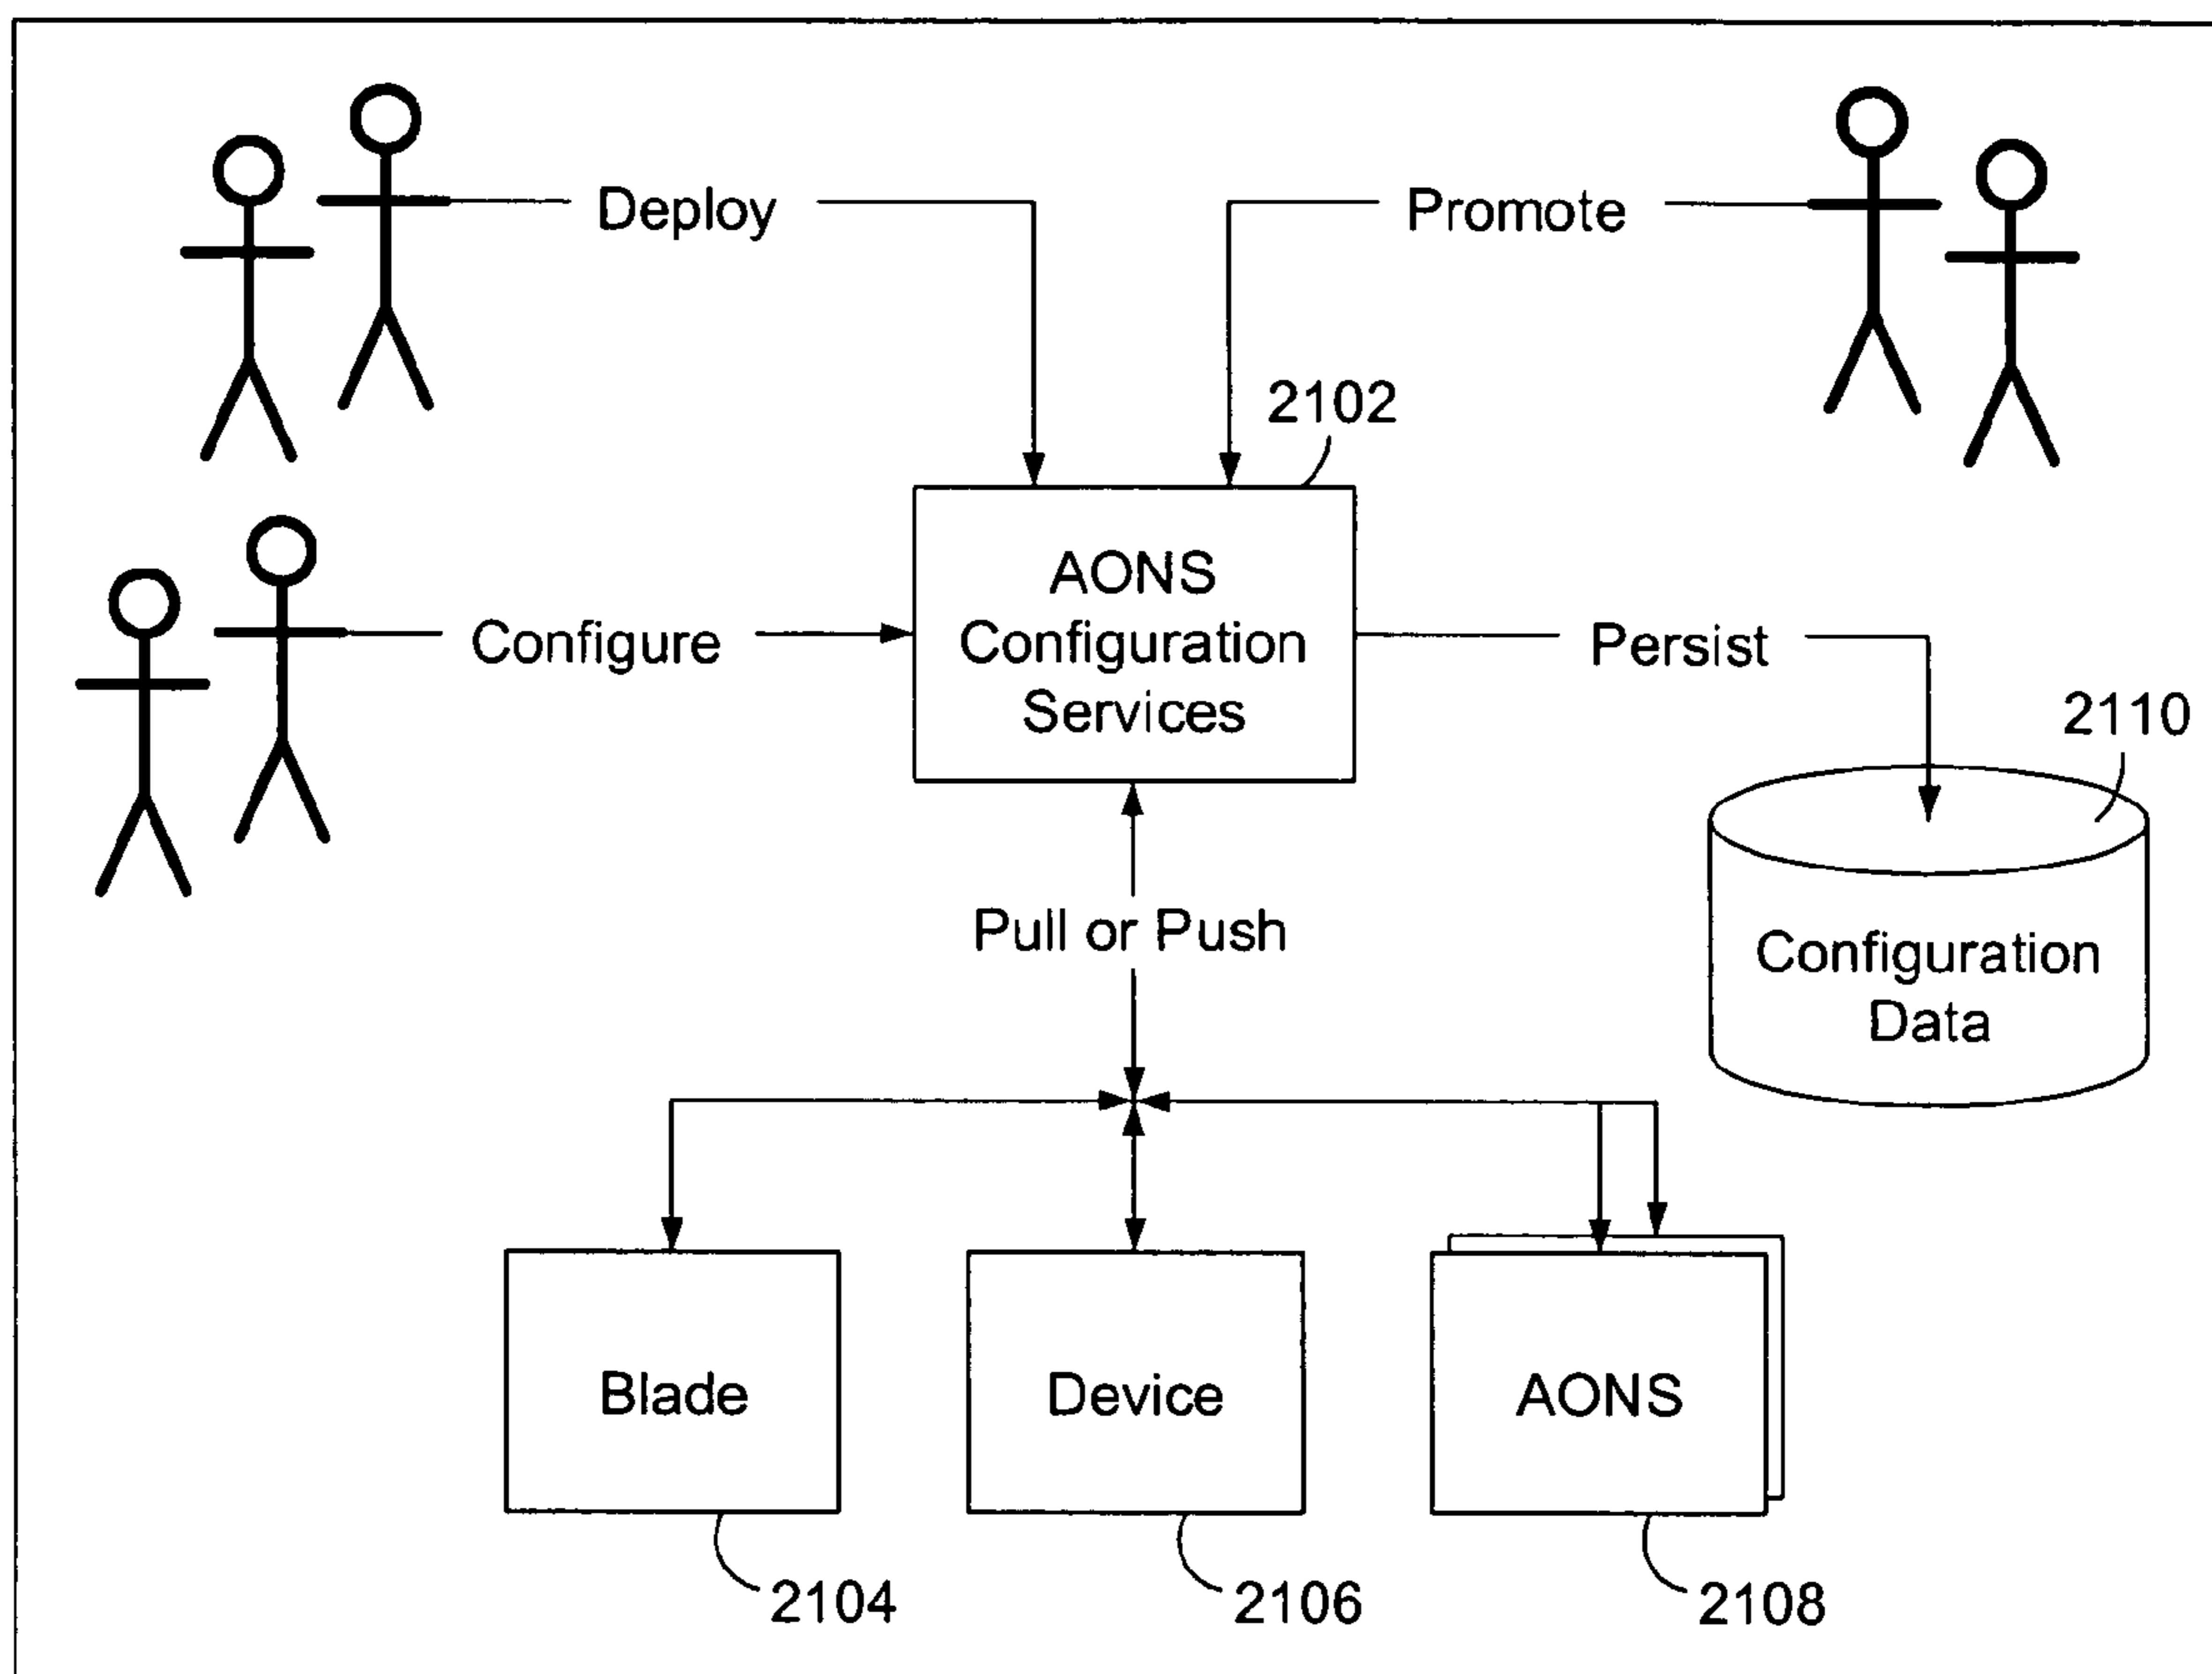 Deploy
Promote
2102
AONS
Configuration
Services
Configure
Persist
2110
Pull or Push
Configuration
Data
Blade
Device
AONS
2104
2106
2108